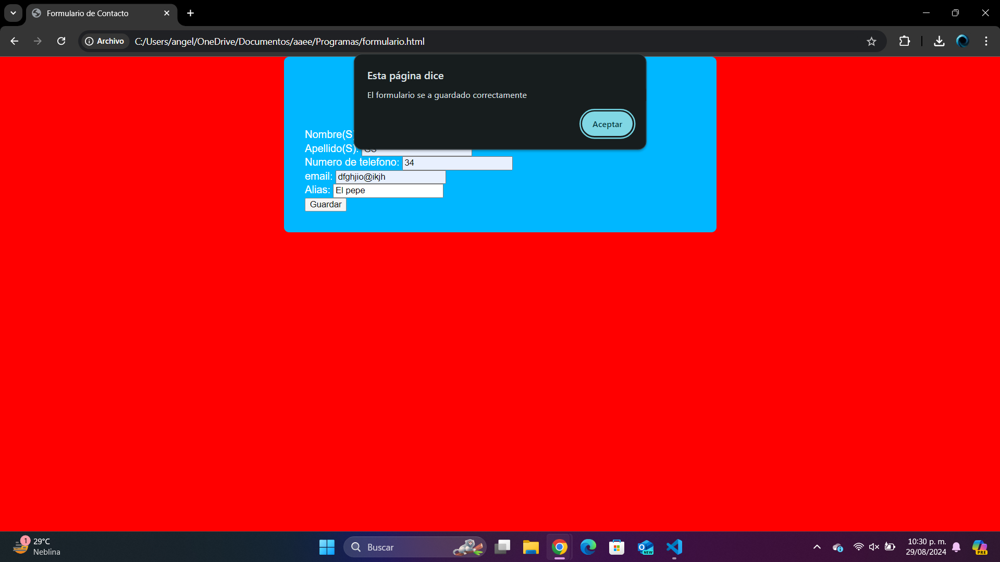 Formulario de Contacto
Archivo
C:/Users/angel/OneDrive/Documentos/aaee/Programas/formulario.html
Esta página dice
El formulario se a guardado correctamente
Aceptar
Nombre(S)
Apellido(S):
Numero de telefono: 34
email: dfghjio@ikjh
Alias: El pepe
Guardar
1
29°C
Neblina
Buscar
NEW
10:30 p. m.
29/08/2024
PRE